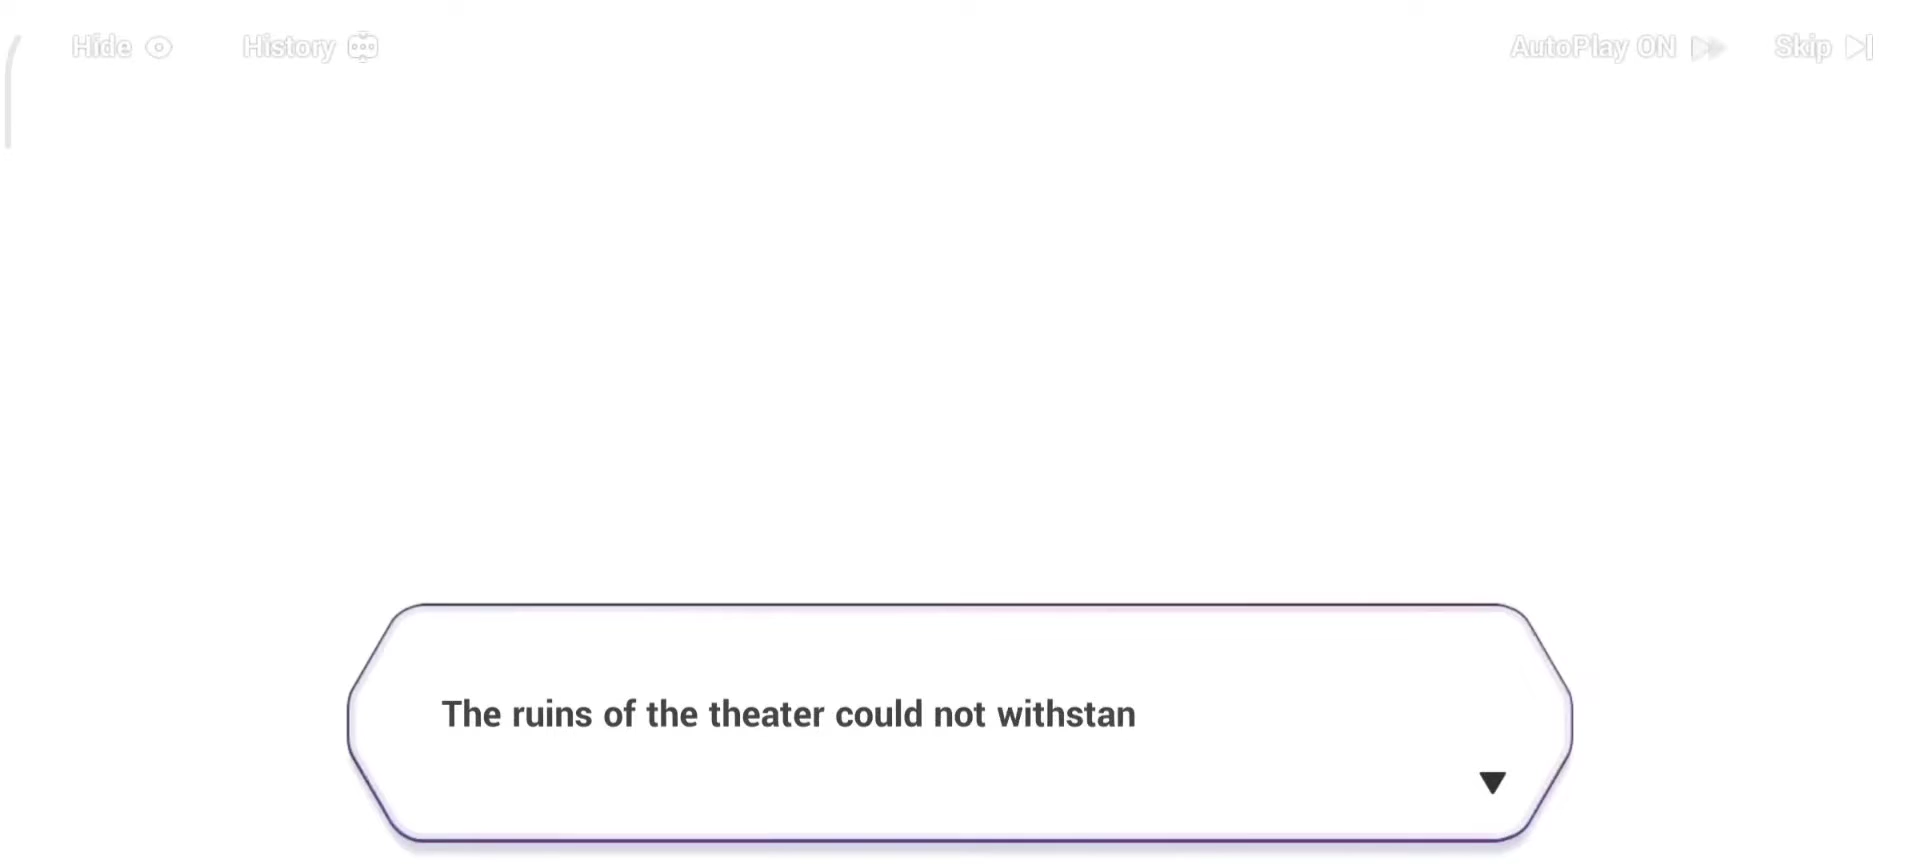 Hide
History
AutoPlay ON
Skip
The ruins of the theater could not withstan